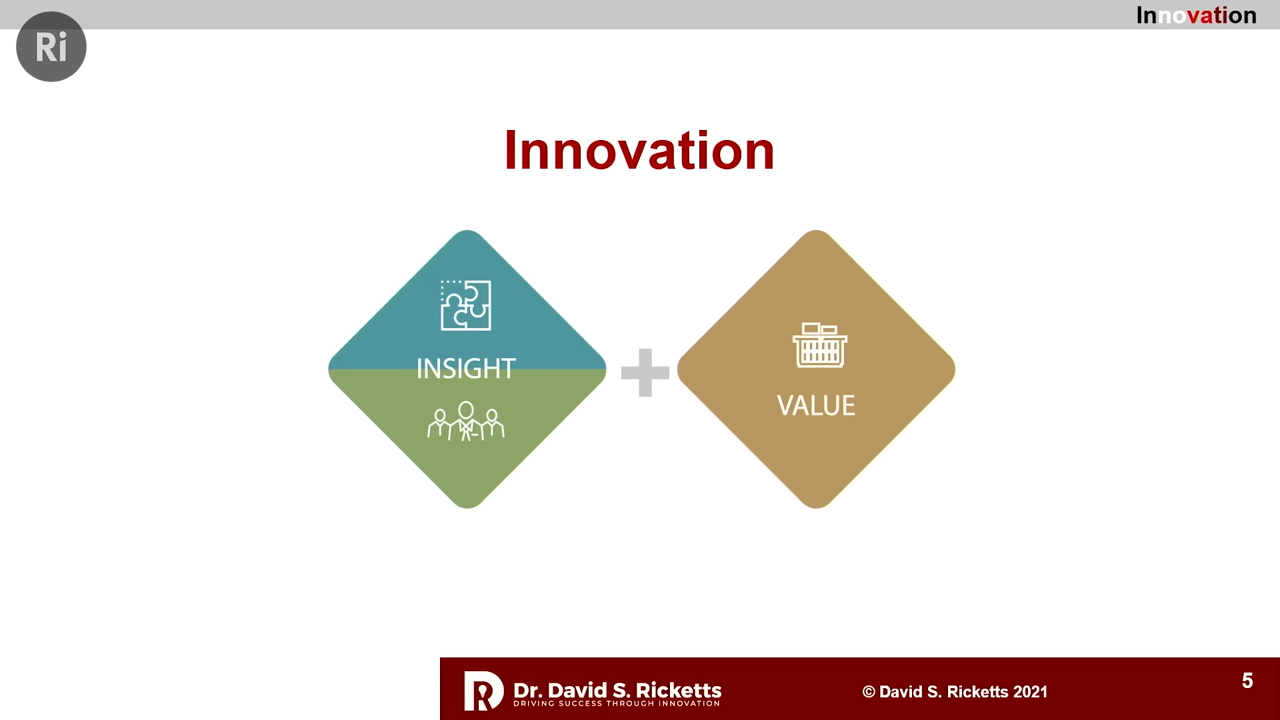 Innovation
Ri
Innovation
INSIGHT
VALUE
Dr. David S. Ricketts
DRIVING SUCCESS THROUGH INNOVATION
© David S. Ricketts 2021
5